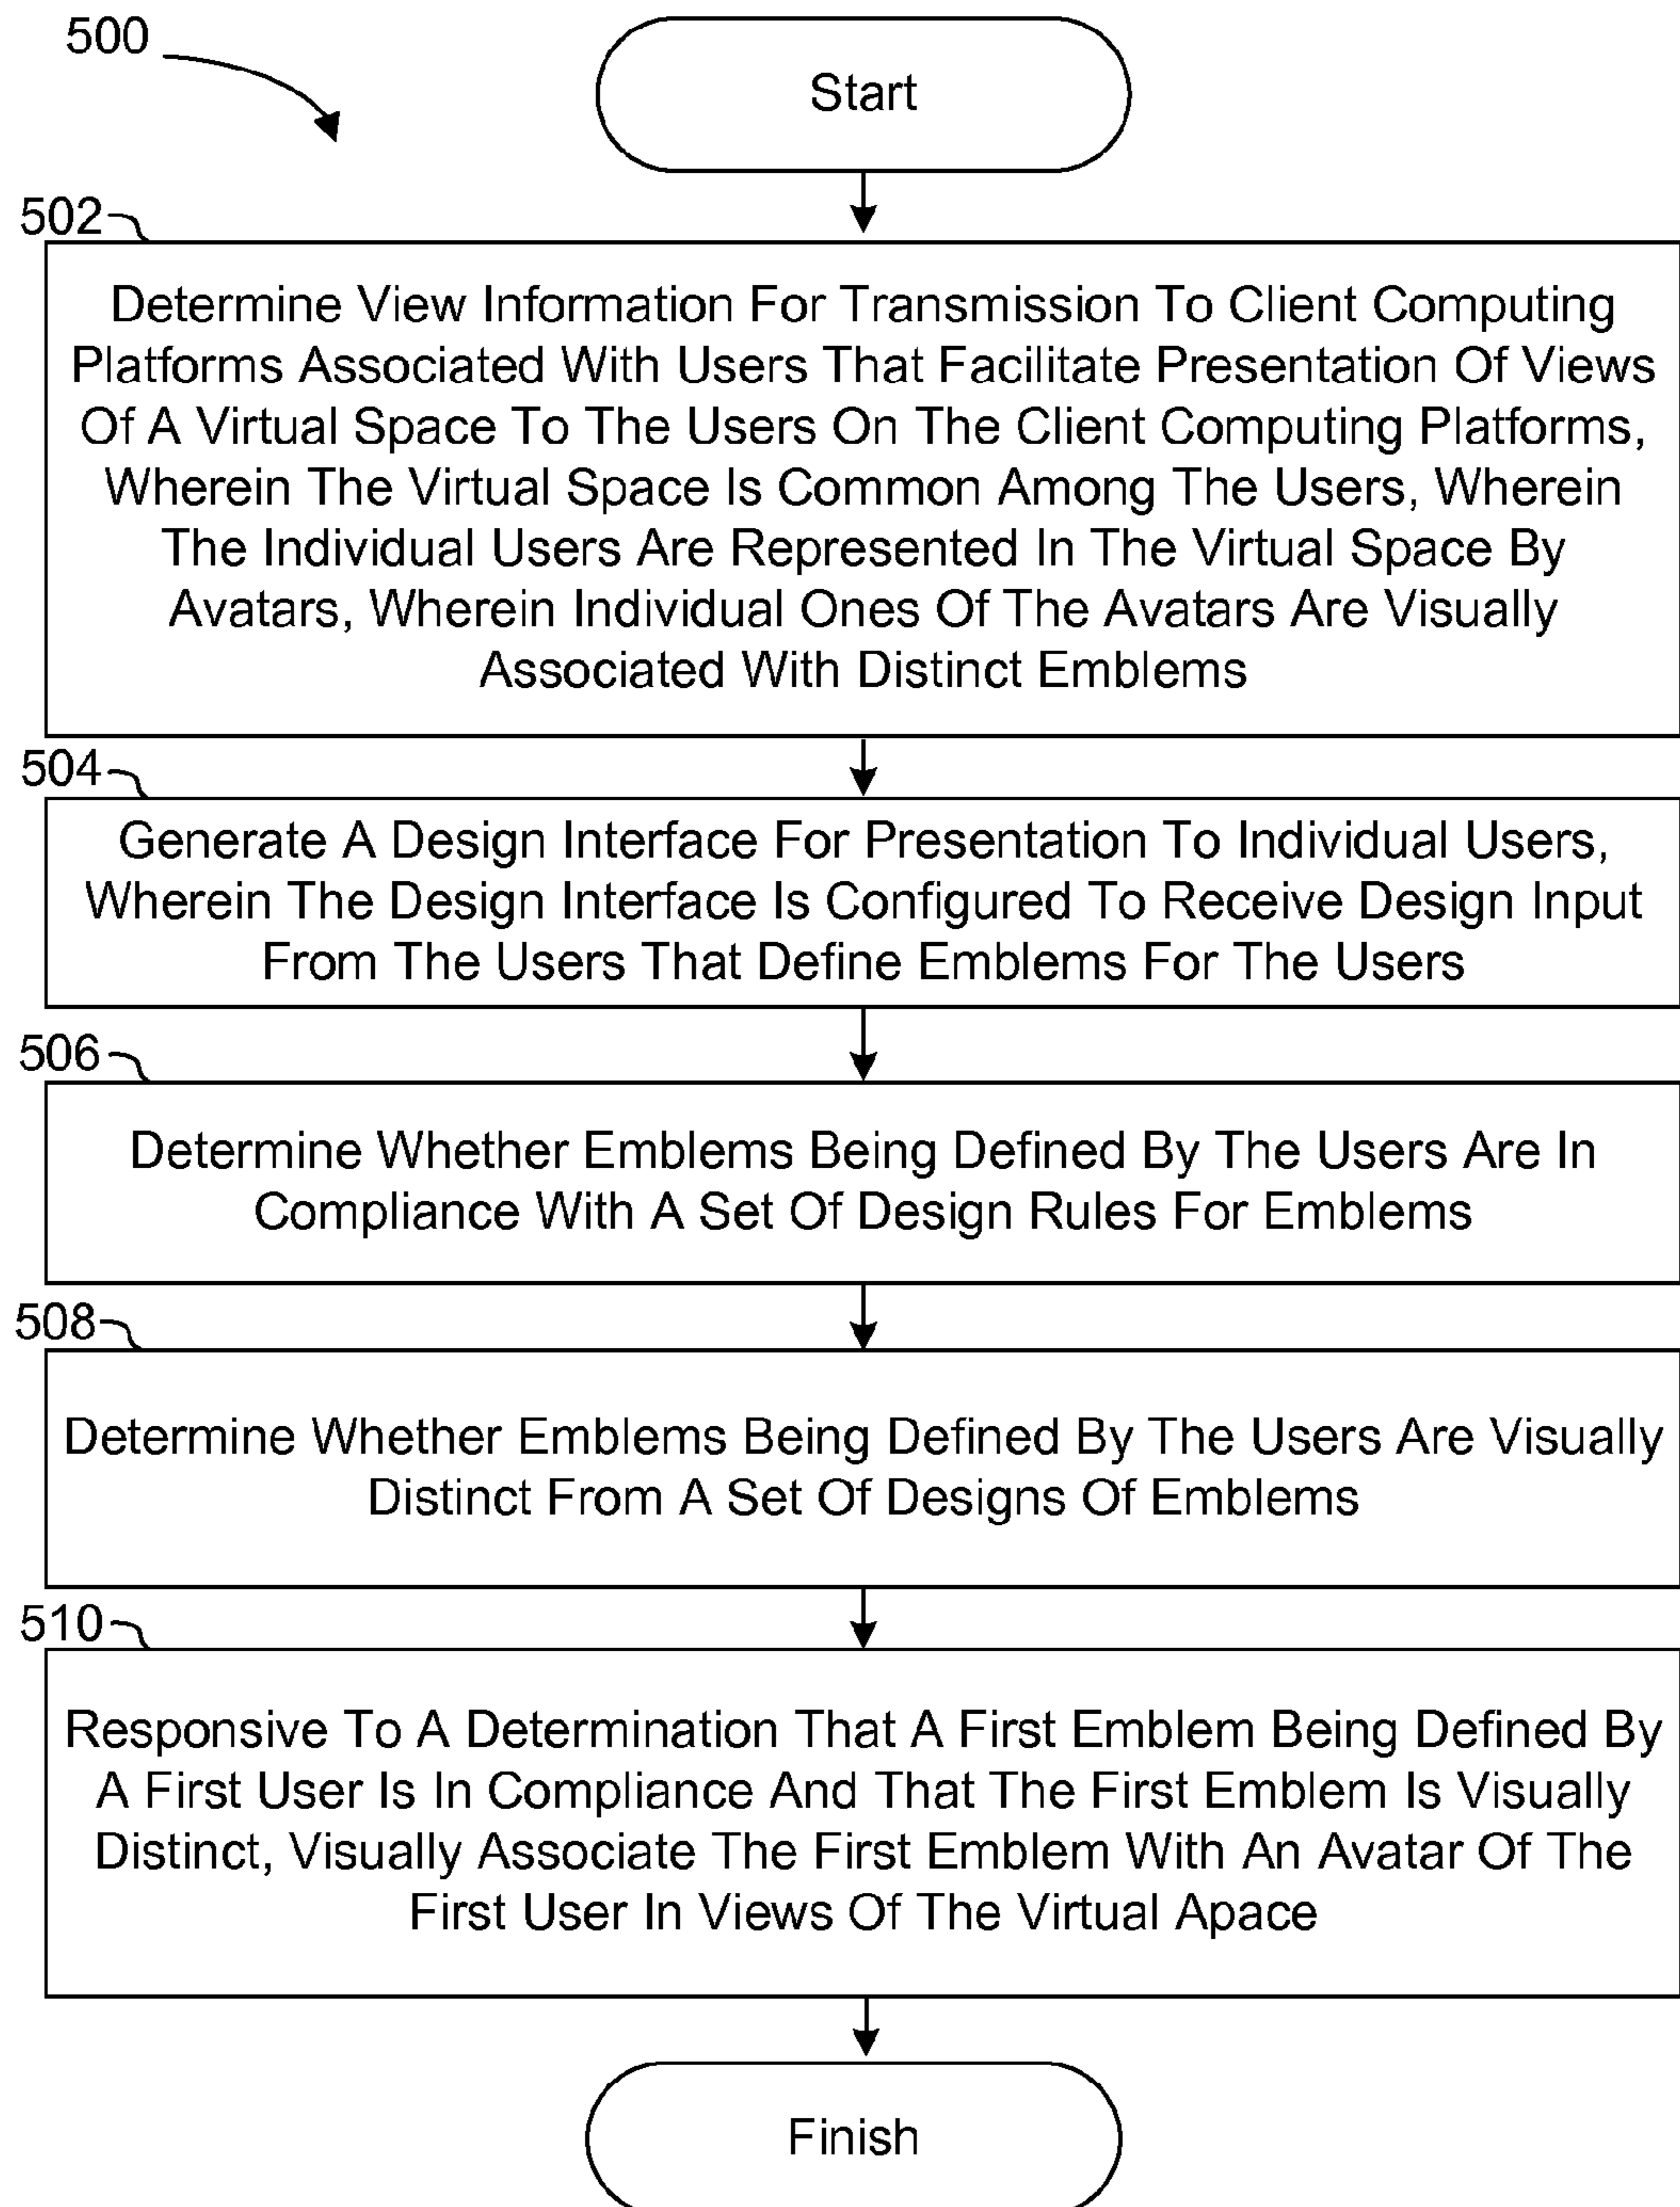 500
Start
502
Determine View Information For Transmission To Client Computing
Platforms Associated With Users That Facilitate Presentation Of Views
Of A Virtual Space To The Users On The Client Computing Platforms,
Wherein The Virtual Space Is Common Among The Users, Wherein
The Individual Users Are Represented In The Virtual Space By
Avatars, Wherein Individual Ones Of The Avatars Are Visually
Associated With Distinct Emblems
504
Generate A Design Interface For Presentation To Individual Users,
Wherein The Design Interface Is Configured To Receive Design Input
From The Users That Define Emblems For The Users
506
Determine Whether Emblems Being Defined By The Users Are In
Compliance With A Set Of Design Rules For Emblems
508
Determine Whether Emblems Being Defined By The Users Are Visually
Distinct From A Set Of Designs Of Emblems
510
Responsive To A Determination That A First Emblem Being Defined By
A First User Is In Compliance And That The First Emblem Is Visually
Distinct, Visually Associate The First Emblem With An Avatar Of The
First User In Views Of The Virtual Apace
Finish